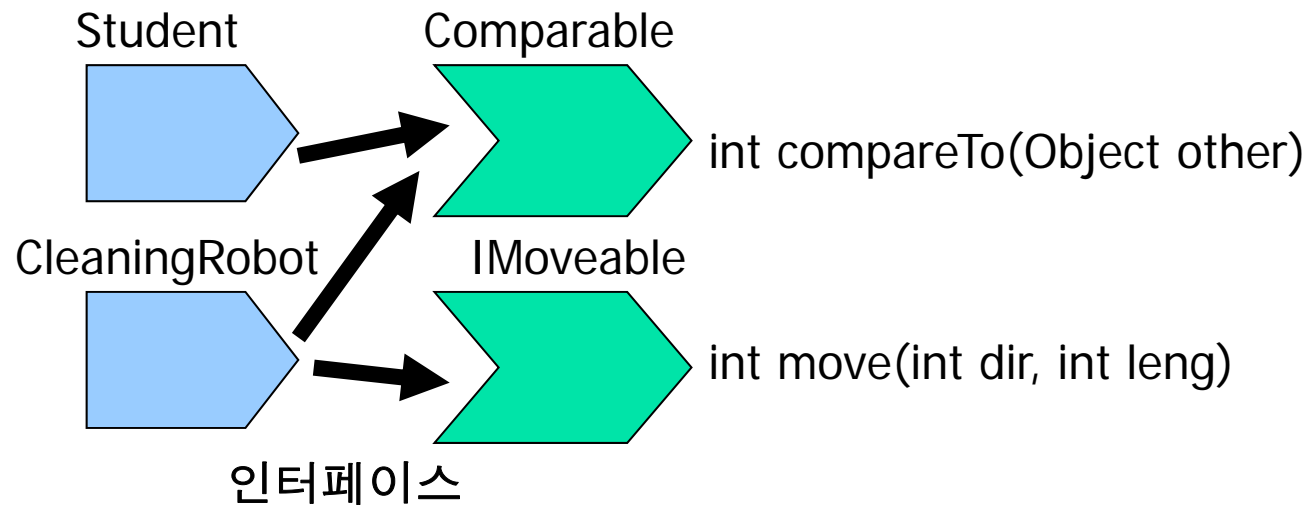 Student Comparable
int compareTo(Object other)
CleaningRobot IMoveable
int move(int dir, int leng)
인터페이스